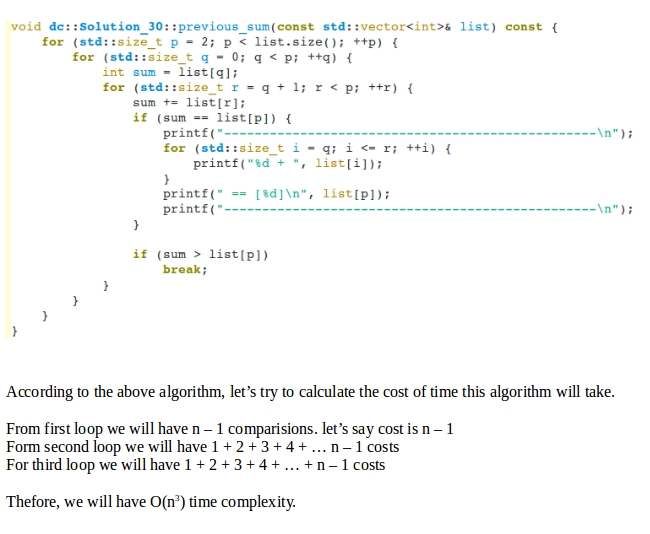 void dc::Solution_30::previous_sum(const std::vector<int>& list) const {
    for (std::size_t p = 2; p < list.size(); ++p) {
        for (std::size_t q = 0; q < p; ++q) {
            int sum = list[q];
            for (std::size_t r = q + 1; r < p; ++r) {
                sum += list[r];
                if (sum == list[p]) {
                    printf("--------------------------------------------------\n");
                    for (std::size_t i = q; i <= r; ++i) {
                        printf("%d + ", list[i]);
                    }
                    printf(" == [%d]\n", list[p]);
                    printf("--------------------------------------------------\n");
                }
                if (sum > list[p])
                    break;
            }
        }
    }
}
According to the above algorithm, let’s try to calculate the cost of time this algorithm will take.
From first loop we will have n – 1 comparisions. let’s say cost is n – 1
Form second loop we will have 1 + 2 + 3 + 4 + … n – 1 costs
For third loop we will have 1 + 2 + 3 + 4 + … + n – 1 costs
Thefore, we will have O(n³) time complexity.